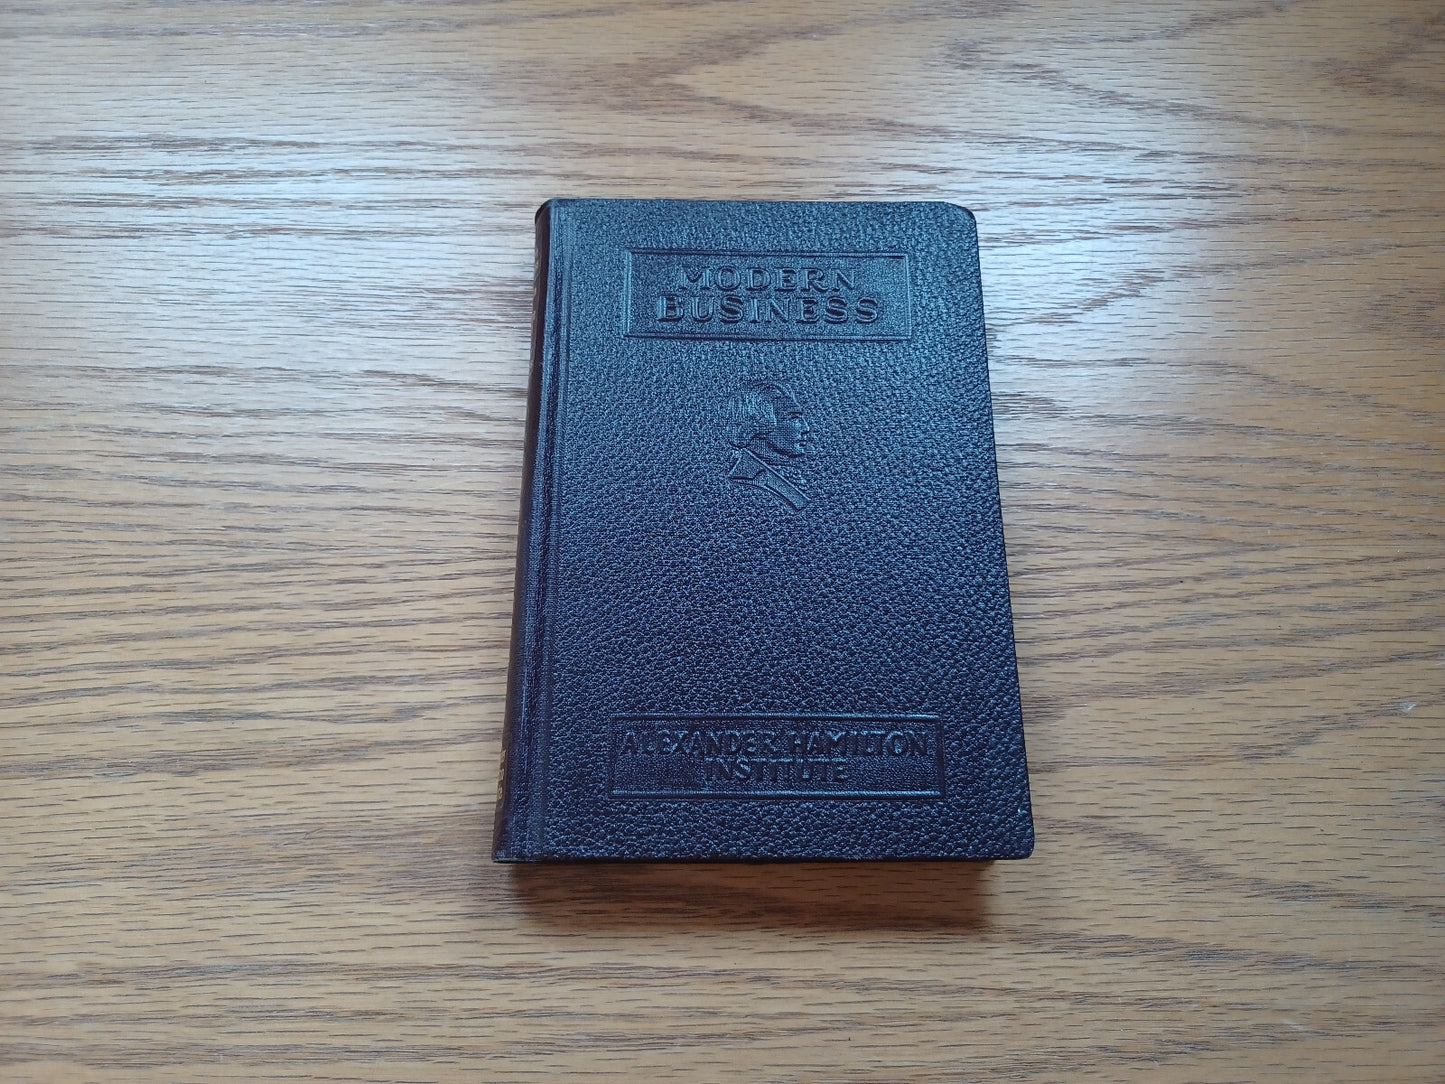 MODERN
BUSINESS
ALEXANDER HAMILTON
INSTITUTE